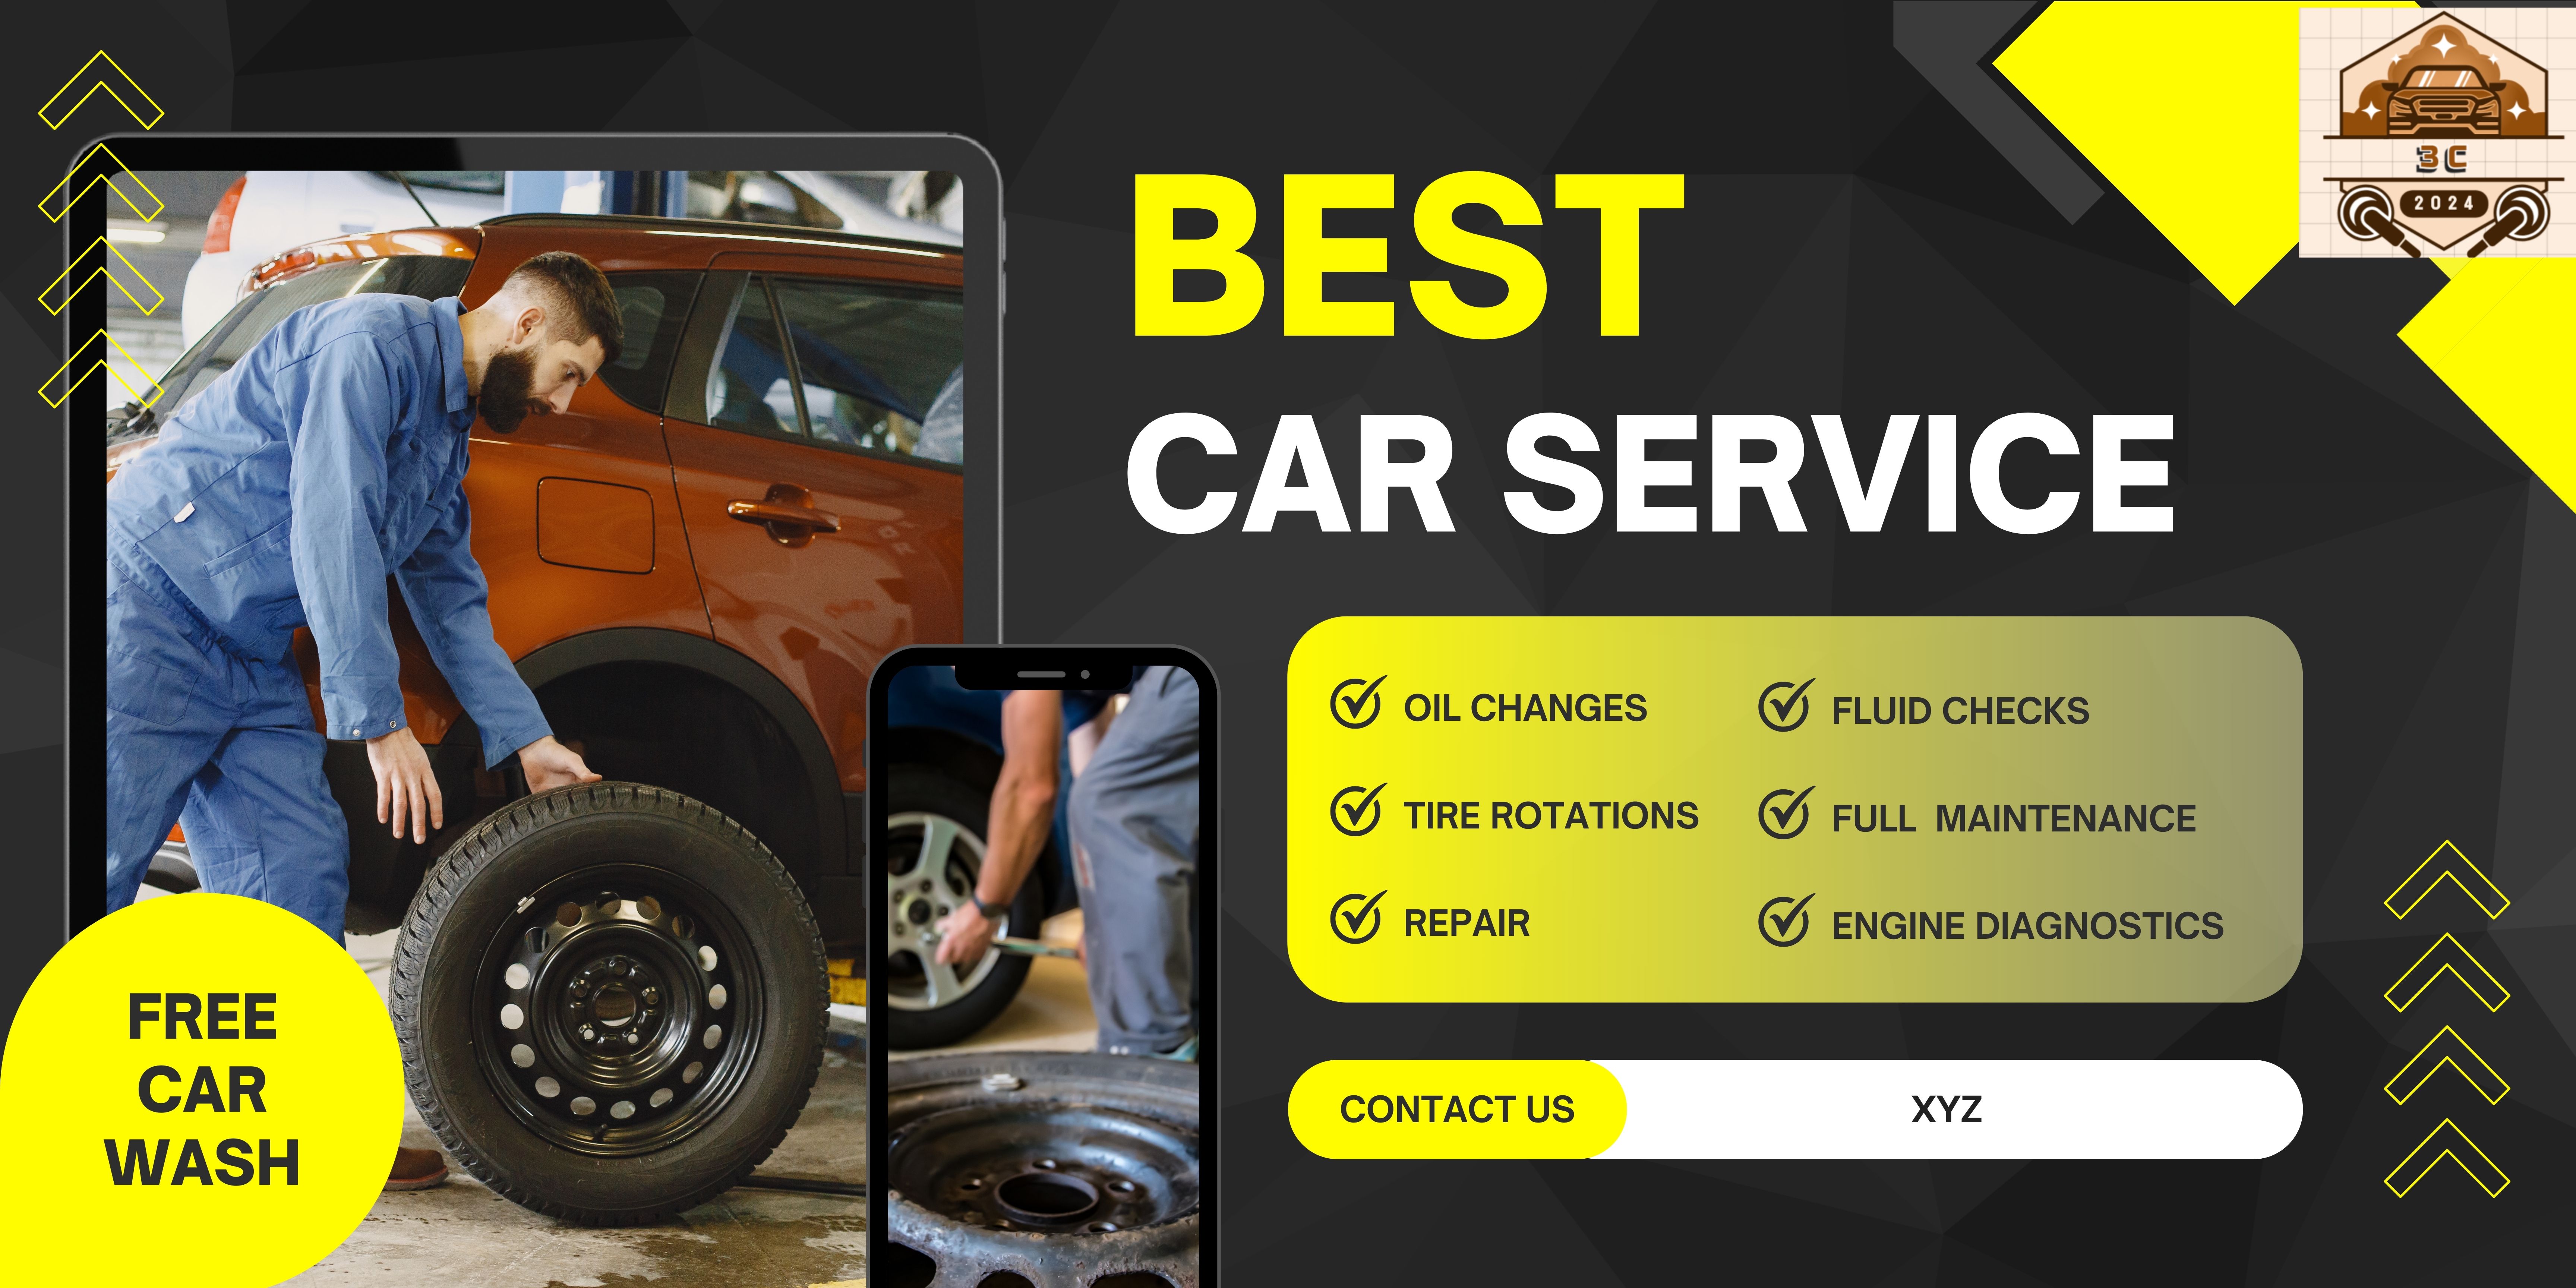 3C
2024
BEST
CAR SERVICE
OIL CHANGES
FLUID CHECKS
TIRE ROTATIONS
FULL  MAINTENANCE
REPAIR
ENGINE DIAGNOSTICS
FREE
CAR
WASH
CONTACT US
XYZ